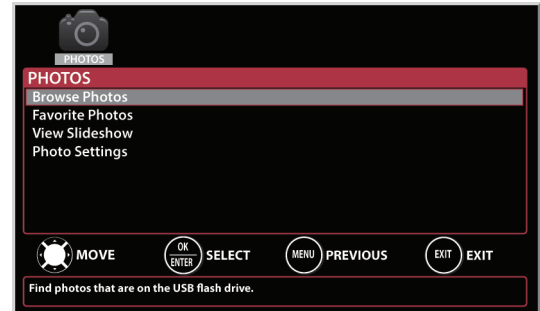 PHOTOS
PHOTOS
Browse Photos
Favorite Photos
View Slideshow
Photo Settings
MOVE OK ENTER SELECT MENU PREVIOUS EXIT EXIT
Find photos that are on the USB flash drive.